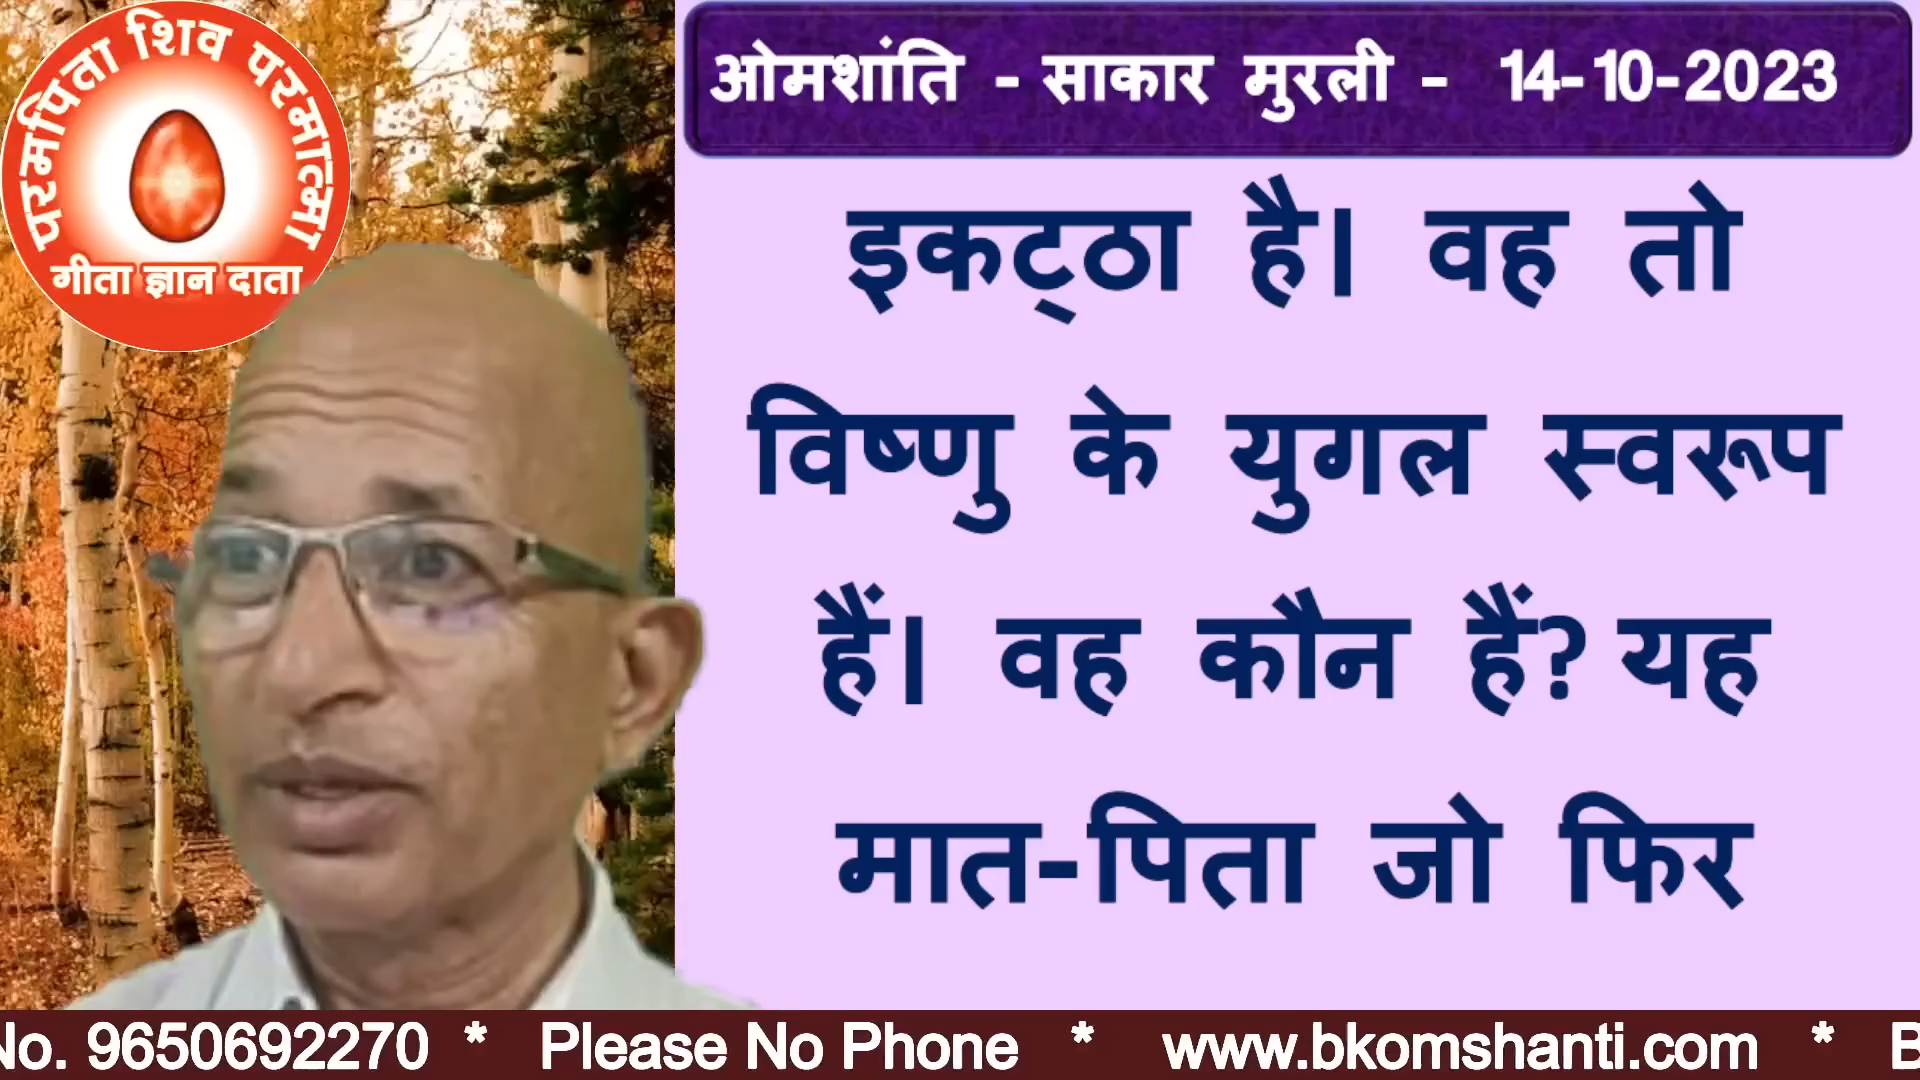 परमपिता शिव परमात्मा
गीता ज्ञान दाता
ओमशांति - साकार मुरली - 14-10-2023
इकट्ठा है। वह तो
विष्णु के युगल स्वरूप
हैं। वह कौन हैं? यह
मात-पिता जो फिर
No. 9650692270 * Please No Phone * www.bkomshanti.com * B